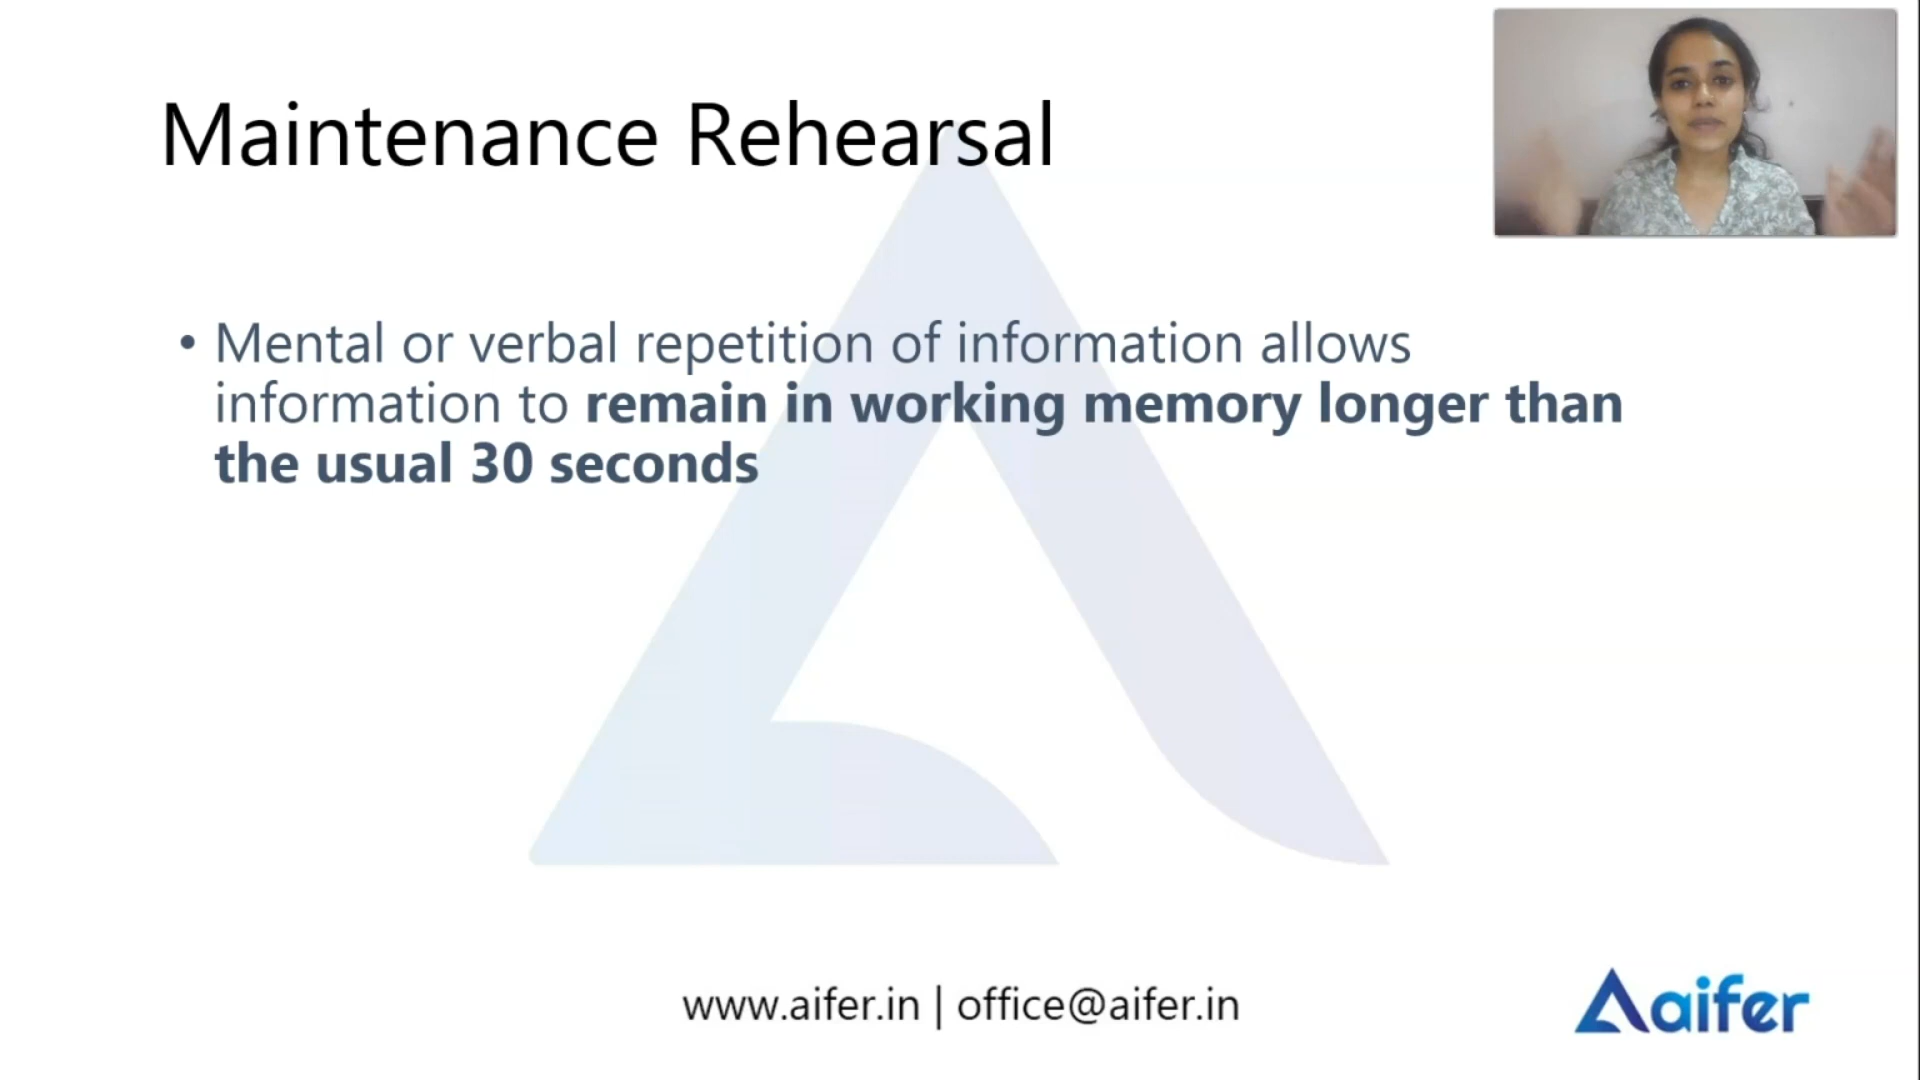 Maintenance Rehearsal
• Mental or verbal repetition of information allows
information to remain in working memory longer than
the usual 30 seconds
www.aifer.in | office@aifer.in
aifer